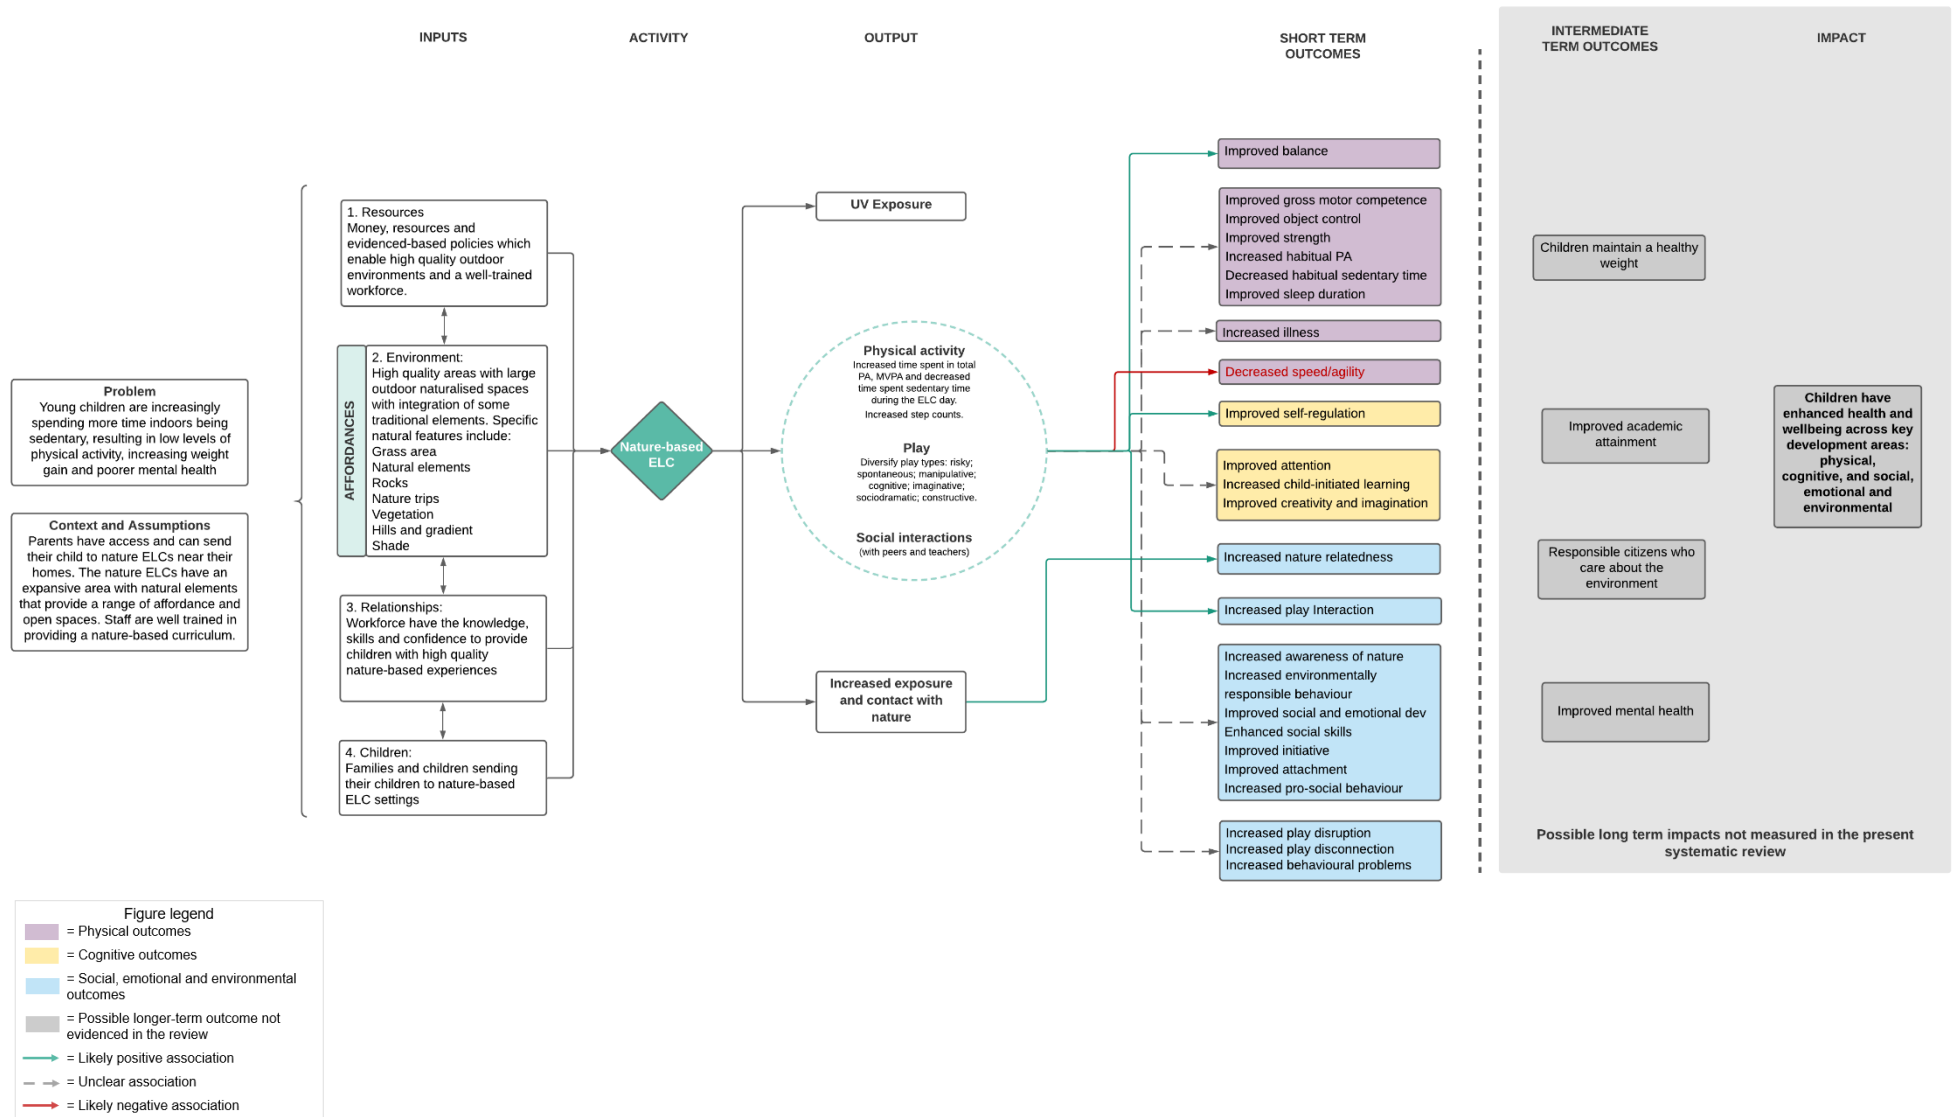 INPUTS
ACTIVITY
OUTPUT
SHORT TERM
OUTCOMES
INTERMEDIATE
TERM OUTCOMES
IMPACT
Problem
Young children are increasingly
spending more time indoors being
sedentary, resulting in low levels of
physical activity, increasing weight
gain and poorer mental health
Context and Assumptions
Parents have access and can send
their child to nature ELCs near their
homes. The nature ELCs have an
expansive area with natural elements
that provide a range of affordance and
open spaces. Staff are well trained in
providing a nature-based curriculum.
1. Resources
Money, resources and
evidenced-based policies which
enable high quality outdoor
environments and a well-trained
workforce.
AFFORDANCES
2. Environment:
High quality areas with large
outdoor naturalised spaces
with integration of some
traditional elements. Specific
natural features include:
Grass area
Natural elements
Rocks
Nature trips
Vegetation
Hills and gradient
Shade
3. Relationships:
Workforce have the knowledge,
skills and confidence to provide
children with high quality
nature-based experiences
4. Children:
Families and children sending
their children to nature-based
ELC settings
Nature-based
ELC
UV Exposure
Physical activity
Increased time spent in total
PA, MVPA and decreased
time spent sedentary time
during the ELC day.
Increased step counts.
Play
Diversify play types: risky;
spontaneous; manipulative;
cognitive; imaginative;
sociodramatic; constructive.
Social interactions
(with peers and teachers)
Increased exposure
and contact with
nature
Improved balance
Improved gross motor competence
Improved object control
Improved strength
Increased habitual PA
Decreased habitual sedentary time
Improved sleep duration
Increased illness
Decreased speed/agility
Improved self-regulation
Improved attention
Increased child-initiated learning
Improved creativity and imagination
Increased nature relatedness
Increased play Interaction
Increased awareness of nature
Increased environmentally
responsible behaviour
Improved social and emotional dev
Enhanced social skills
Improved initiative
Improved attachment
Increased pro-social behaviour
Increased play disruption
Increased play disconnection
Increased behavioural problems
Children maintain a healthy
weight
Improved academic
attainment
Responsible citizens who
care about the
environment
Improved mental health
Children have
enhanced health and
wellbeing across key
development areas:
physical,
cognitive, and social,
emotional and
environmental
Possible long term impacts not measured in the present
systematic review
Figure legend
= Physical outcomes
= Cognitive outcomes
= Social, emotional and environmental
outcomes
= Possible longer-term outcome not
evidenced in the review
= Likely positive association
= Unclear association
= Likely negative association